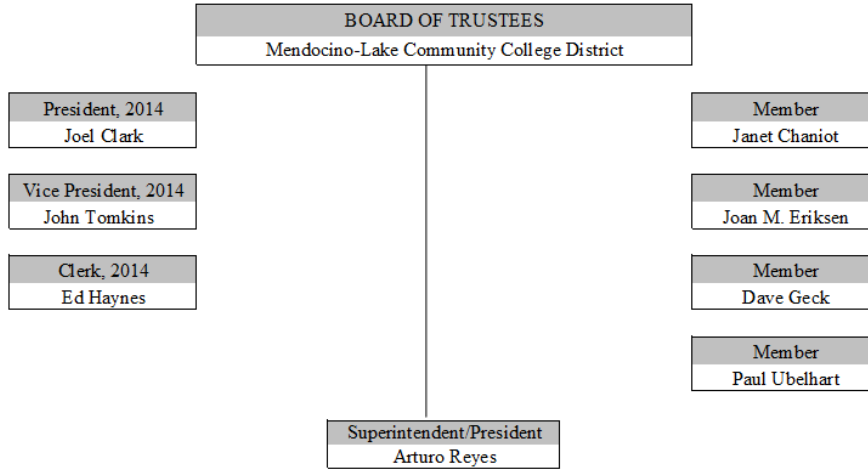 BOARD OF TRUSTEES
Mendocino-Lake Community College District
President, 2014
Joel Clark
Vice President, 2014
John Tomkins
Clerk, 2014
Ed Haynes
Member
Janet Chaniot
Member
Joan M. Eriksen
Member
Dave Geck
Member
Paul Ubelhart
Superintendent/President
Arturo Reyes